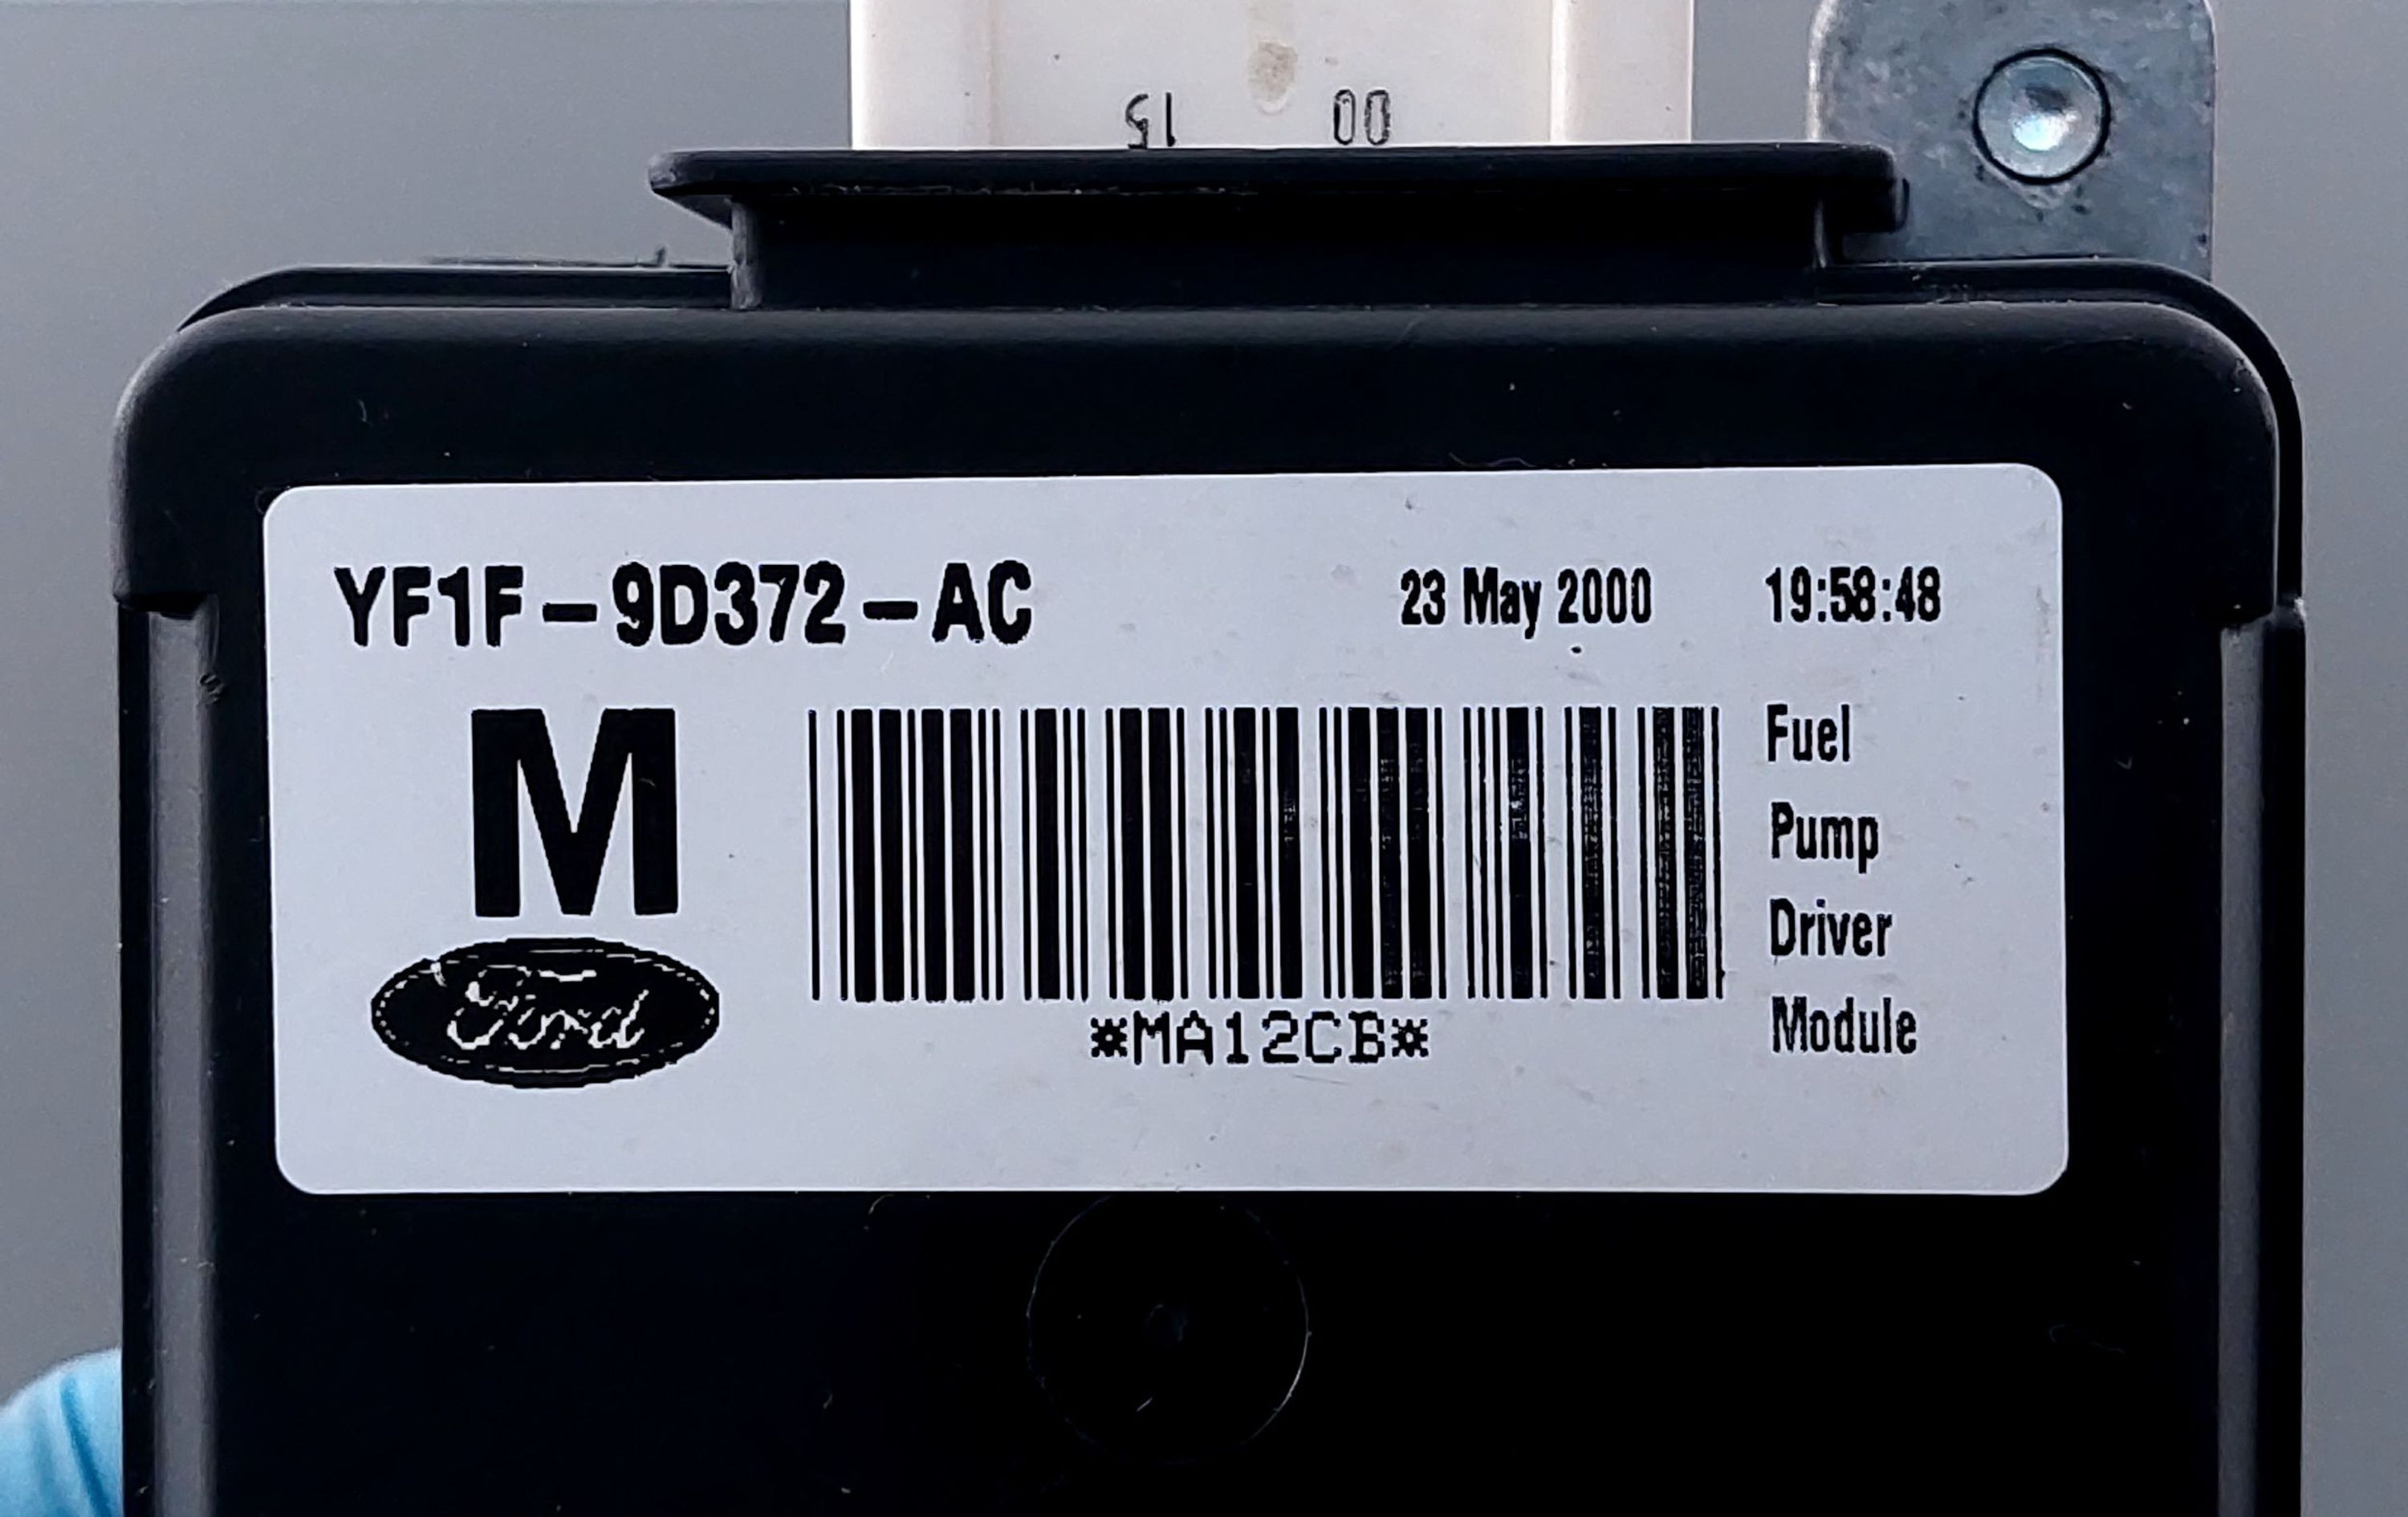 15 00
YF1F-9D372-AC 23 May 2000 19:58:48
M
Fuel
Pump
Driver
Module
Ford
*MA12CB*